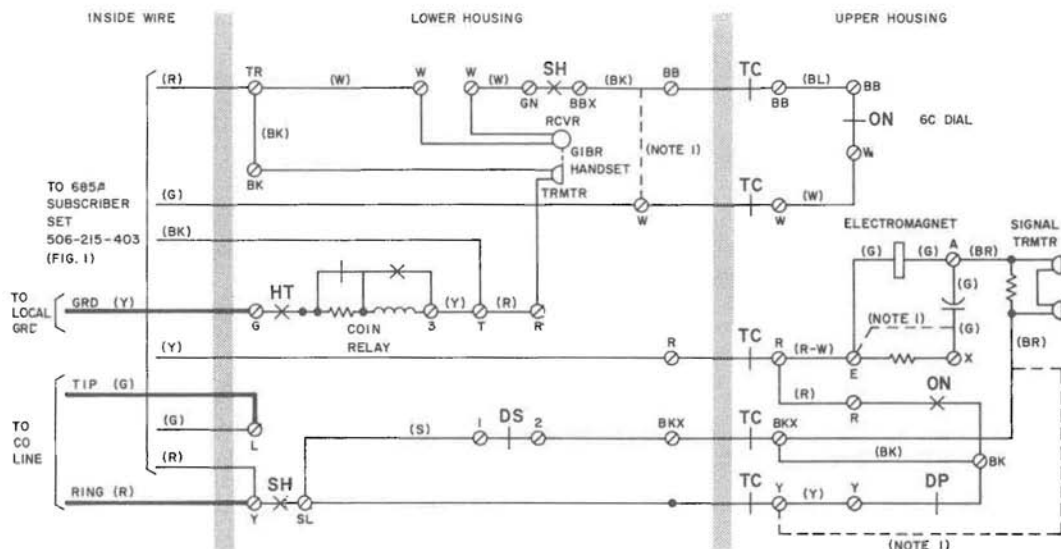 INSIDE WIRE LOWER HOUSING UPPER HOUSING
(R) TR (W) W W (W) GN SH BBX (BK) BB TC BB (BL) BB
ON 6C DIAL
(BK) RCVR (NOTE 1) W
G1BR
HANDSET
BK TRMTR
TO 685A
SUBSCRIBER
SET
506-215-403
(FIG. 1)
(G) W TC W (W)
(BK)
ELECTROMAGNET SIGNAL
TRMTR
(G) (G) A (BR)
(G)
(NOTE 1) (G)
(BR)
TO
LOCAL
GRD
GRD (Y) G HT COIN
RELAY
3 (Y) T (R) R
(Y) R TC R (R-W) E X
(R) R ON
TO
CO
LINE
TIP (G)
(G) L (S) 1 DS 2 BKX TC BKX
(BK) BK
(R)
RING (R) Y SH SL TC Y (Y) Y DP
(NOTE 1)